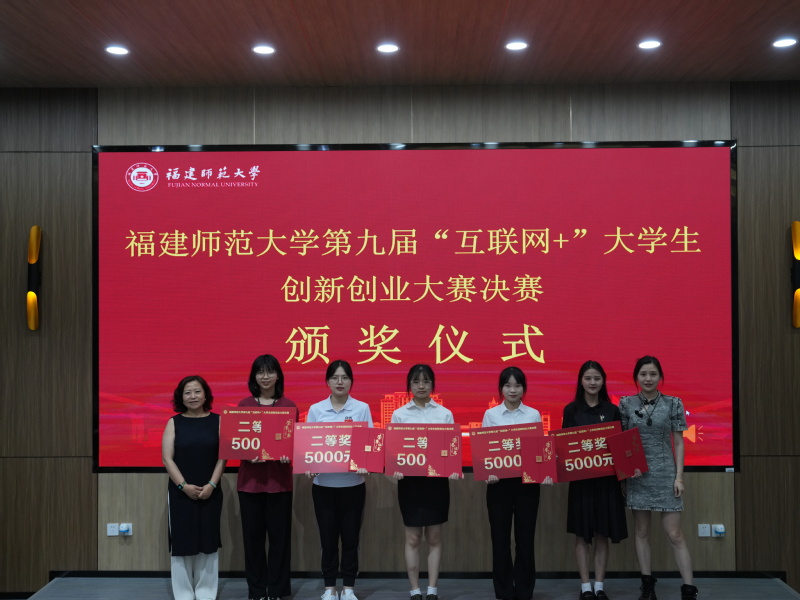 福建师范大学
FUJIAN NORMAL UNIVERSITY
福建师范大学第九届“互联网+”大学生
创新创业大赛决赛
颁奖仪式
二等
500
二等奖
5000元
二等
500
二等奖
5000
二等奖
5000元